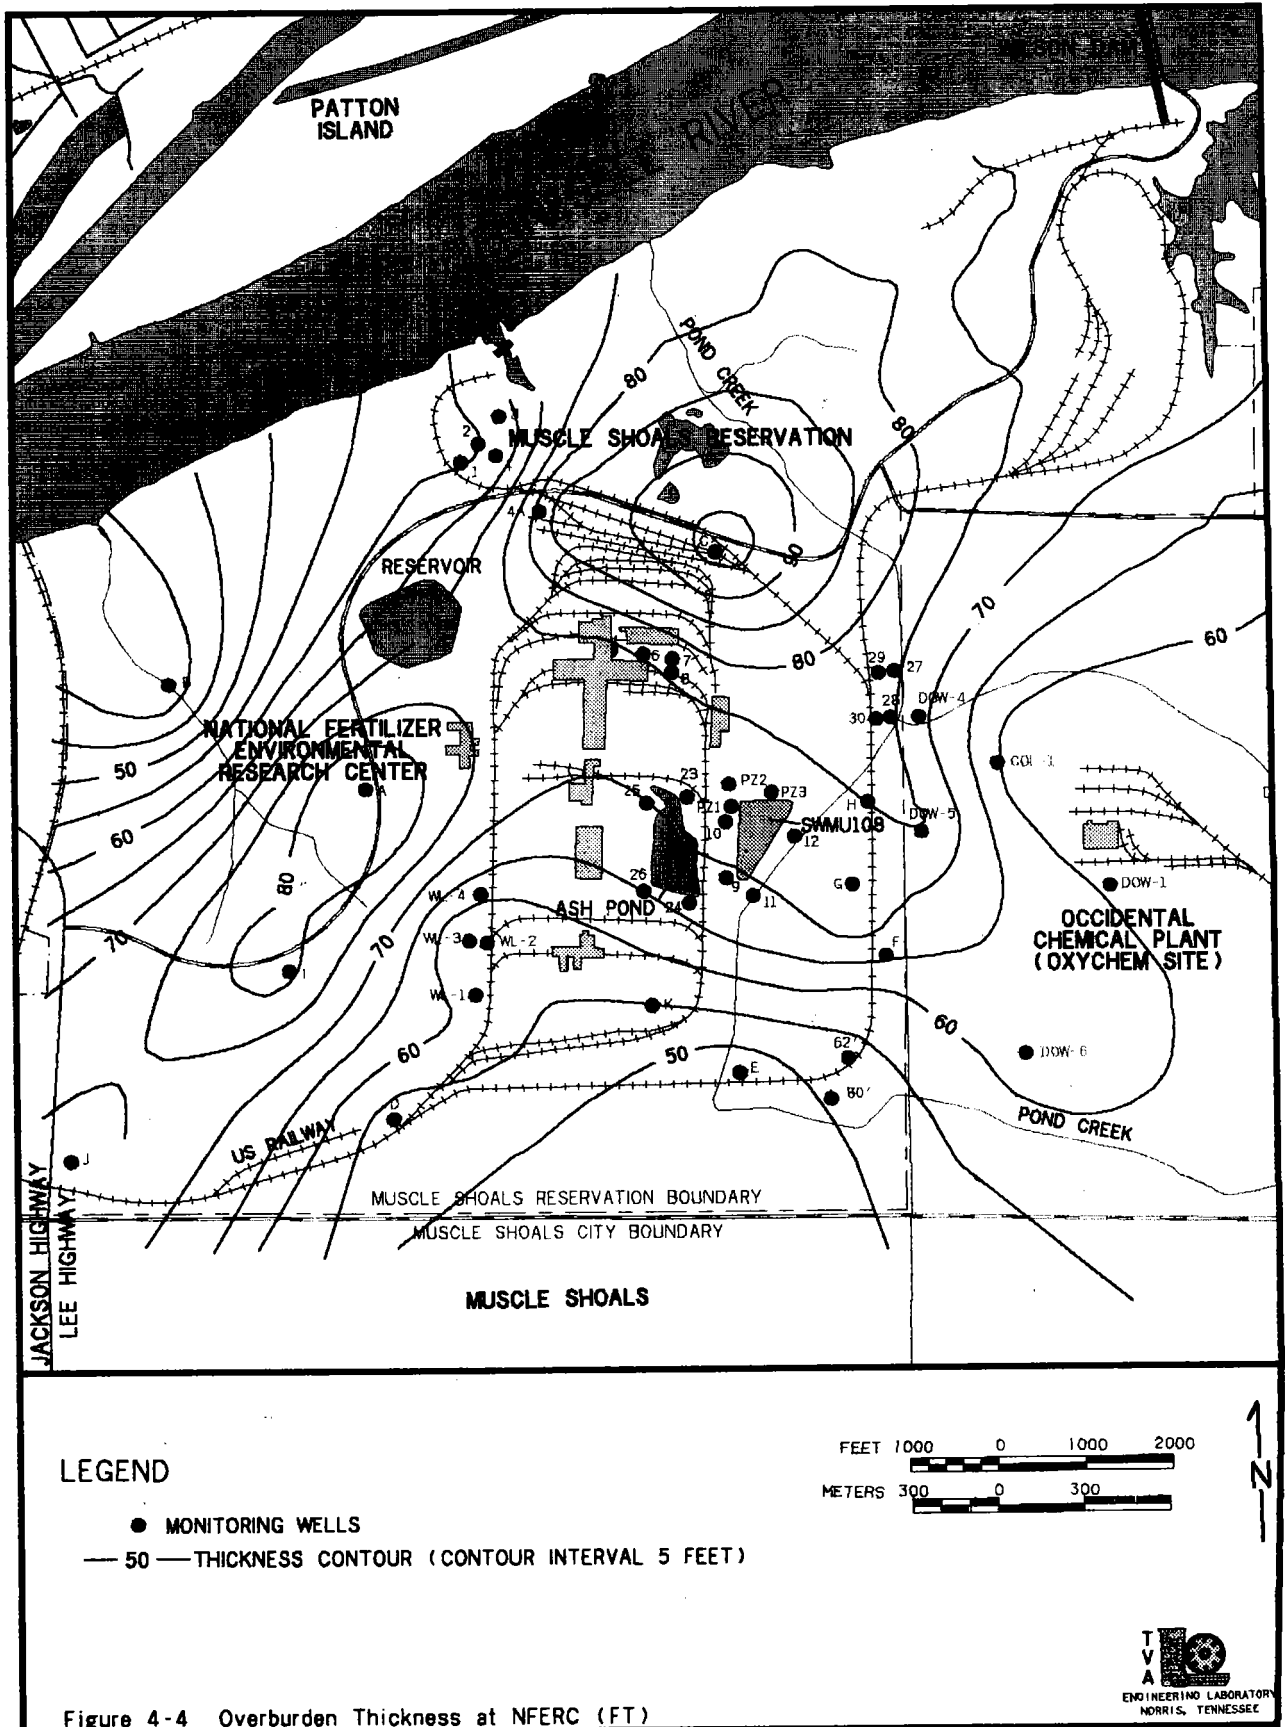 WILSON DAM
PATTON
ISLAND
RIVER
POND CREEK
80
80
MUSCLE SHOALS RESERVATION
3
2
1
4
C
90
RESERVOIR
70
60
80
6
7
8
29
27
28
30
DOW-4
B
NATIONAL FERTILIZER
ENVIRONMENTAL
RESEARCH CENTER
50
A
COL-1
23
PZ2
PZ3
25
PZ1
H
DOW-5
10
SWMU108
12
60
80
26
9
11
G
DOW-1
WL-4
ASH POND
24
OCCIDENTAL
CHEMICAL PLANT
(OXYCHEM SITE)
70
70
WL-3
WL-2
F
I
WL-1
K
60
60
50
62'
DOW-6
E
80'
D
POND CREEK
US RAILWAY
J
MUSCLE SHOALS RESERVATION BOUNDARY
MUSCLE SHOALS CITY BOUNDARY
JACKSON HIGHWAY
LEE HIGHWAY
MUSCLE SHOALS
FEET 1000 0 1000 2000
METERS 300 0 300
N
LEGEND
MONITORING WELLS
50 THICKNESS CONTOUR (CONTOUR INTERVAL 5 FEET)
TVA
ENGINEERING LABORATORY
NORRIS, TENNESSEE
Figure 4-4 Overburden Thickness at NFERC (FT)